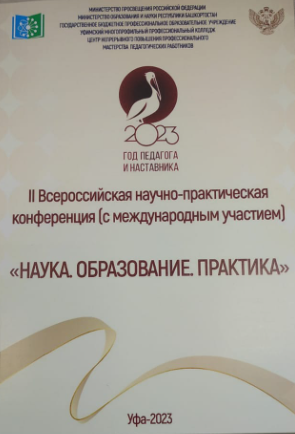 МИНИСТЕРСТВО ПРОСВЕЩЕНИЯ РОССИЙСКОЙ ФЕДЕРАЦИИ
МИНИСТЕРСТВО ОБРАЗОВАНИЯ И НАУКИ РЕСПУБЛИКИ БАШКОРТОСТАН
ГОСУДАРСТВЕННОЕ БЮДЖЕТНОЕ ПРОФЕССИОНАЛЬНОЕ ОБРАЗОВАТЕЛЬНОЕ УЧРЕЖДЕНИЕ
УФИМСКИЙ МНОГОПРОФИЛЬНЫЙ ПРОФЕССИОНАЛЬНЫЙ КОЛЛЕДЖ
ЦЕНТР НЕПРЕРЫВНОГО ПОВЫШЕНИЯ ПРОФЕССИОНАЛЬНОГО
МАСТЕРСТВА ПЕДАГОГИЧЕСКИХ РАБОТНИКОВ
2023
ГОД ПЕДАГОГА
И НАСТАВНИКА
II Всероссийская научно-практическая
конференция (с международным участием)
«НАУКА. ОБРАЗОВАНИЕ. ПРАКТИКА»
Уфа-2023